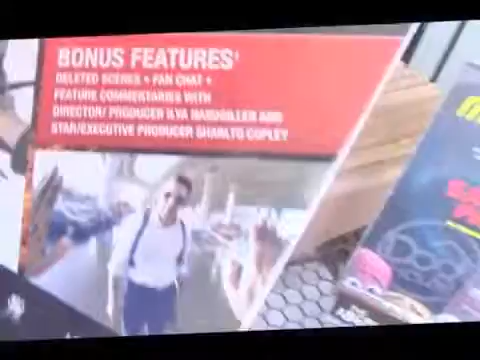 BONUS FEATURES†
DELETED SCENES • FAN CHAT •
FEATURE COMMENTARIES WITH
DIRECTOR/ PRODUCER ILYA NAISHULLER AND
STAR/EXECUTIVE PRODUCER SHARLTO COPLEY